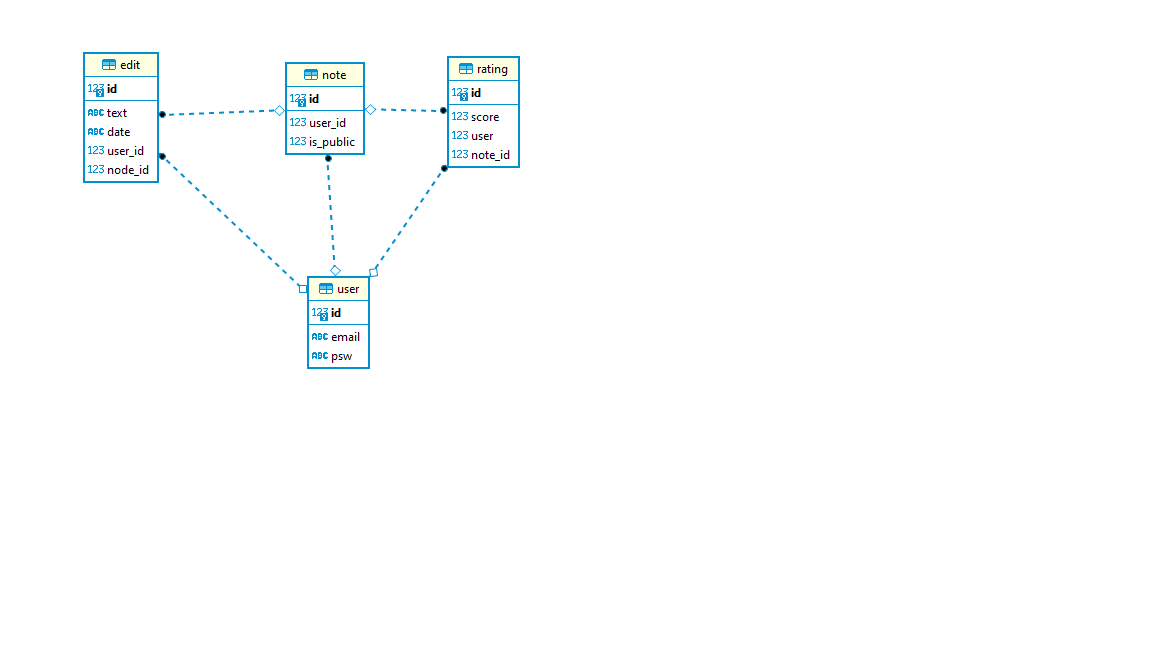 edit
123 id
ABC text
ABC date
123 user_id
123 node_id
note
123 id
123 user_id
123 is_public
rating
123 id
123 score
123 user
123 note_id
user
123 id
ABC email
ABC psw